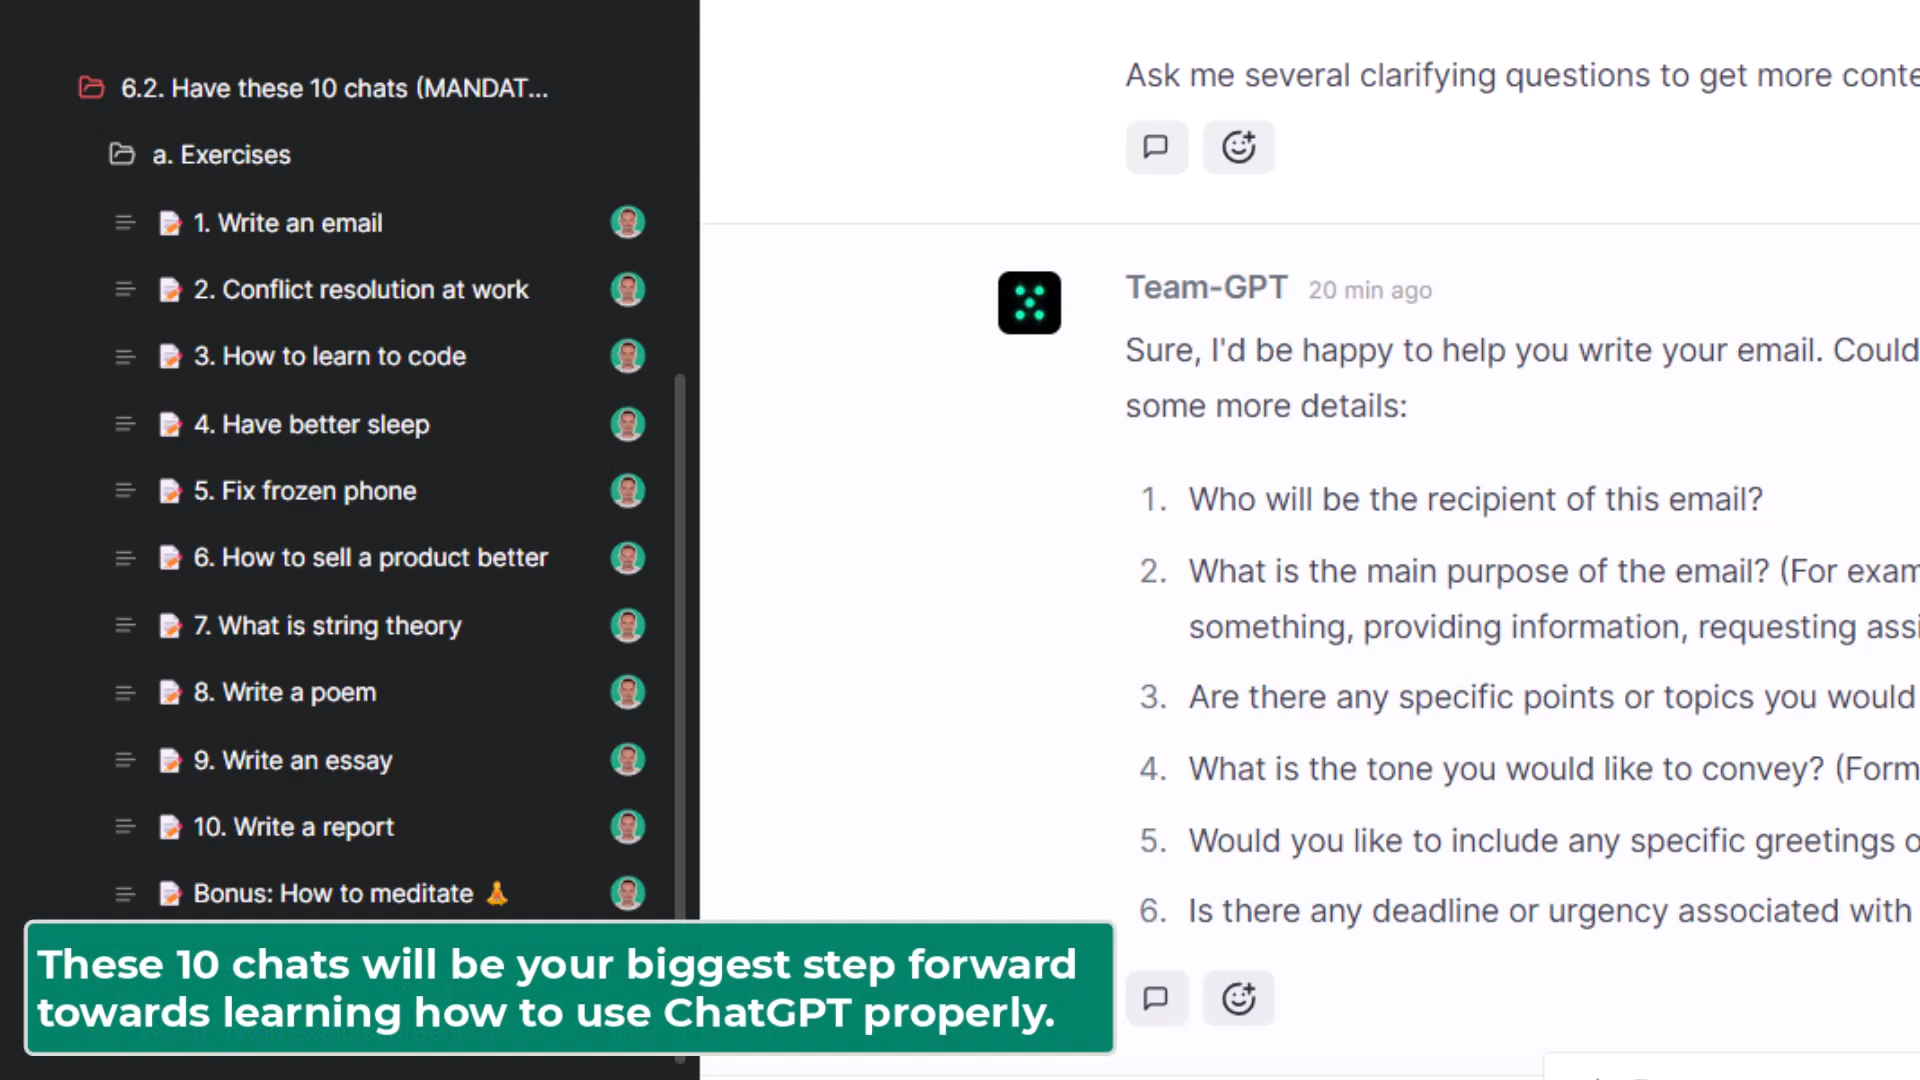 6.2. Have these 10 chats (MANDAT...
a. Exercises
1. Write an email
2. Conflict resolution at work
3. How to learn to code
4. Have better sleep
5. Fix frozen phone
6. How to sell a product better
7. What is string theory
8. Write a poem
9. Write an essay
10. Write a report
Bonus: How to meditate 🧘
These 10 chats will be your biggest step forward
towards learning how to use ChatGPT properly.
Ask me several clarifying questions to get more conte
Team-GPT 20 min ago
Sure, I'd be happy to help you write your email. Could
some more details:
1. Who will be the recipient of this email?
2. What is the main purpose of the email? (For exam
something, providing information, requesting assi
3. Are there any specific points or topics you would
4. What is the tone you would like to convey? (Form
5. Would you like to include any specific greetings o
6. Is there any deadline or urgency associated with